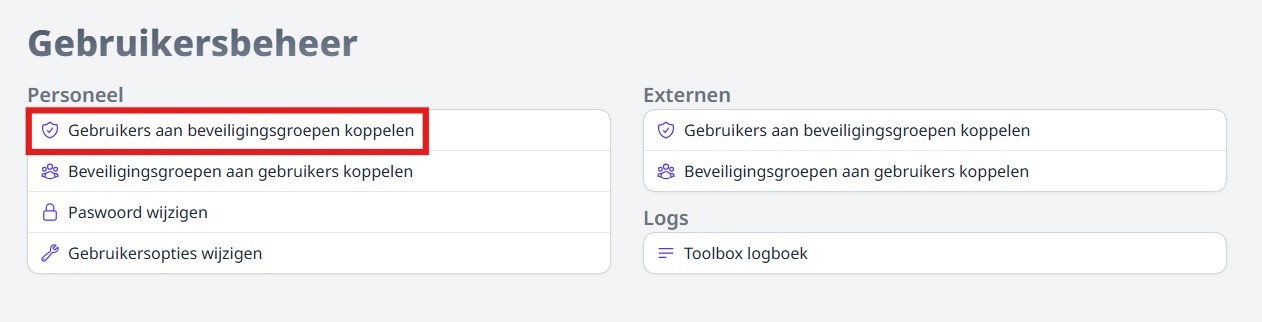 Gebruikersbeheer
Personeel
Gebruikers aan beveiligingsgroepen koppelen
Beveiligingsgroepen aan gebruikers koppelen
Paswoord wijzigen
Gebruikersopties wijzigen
Externen
Gebruikers aan beveiligingsgroepen koppelen
Beveiligingsgroepen aan gebruikers koppelen
Logs
Toolbox logboek